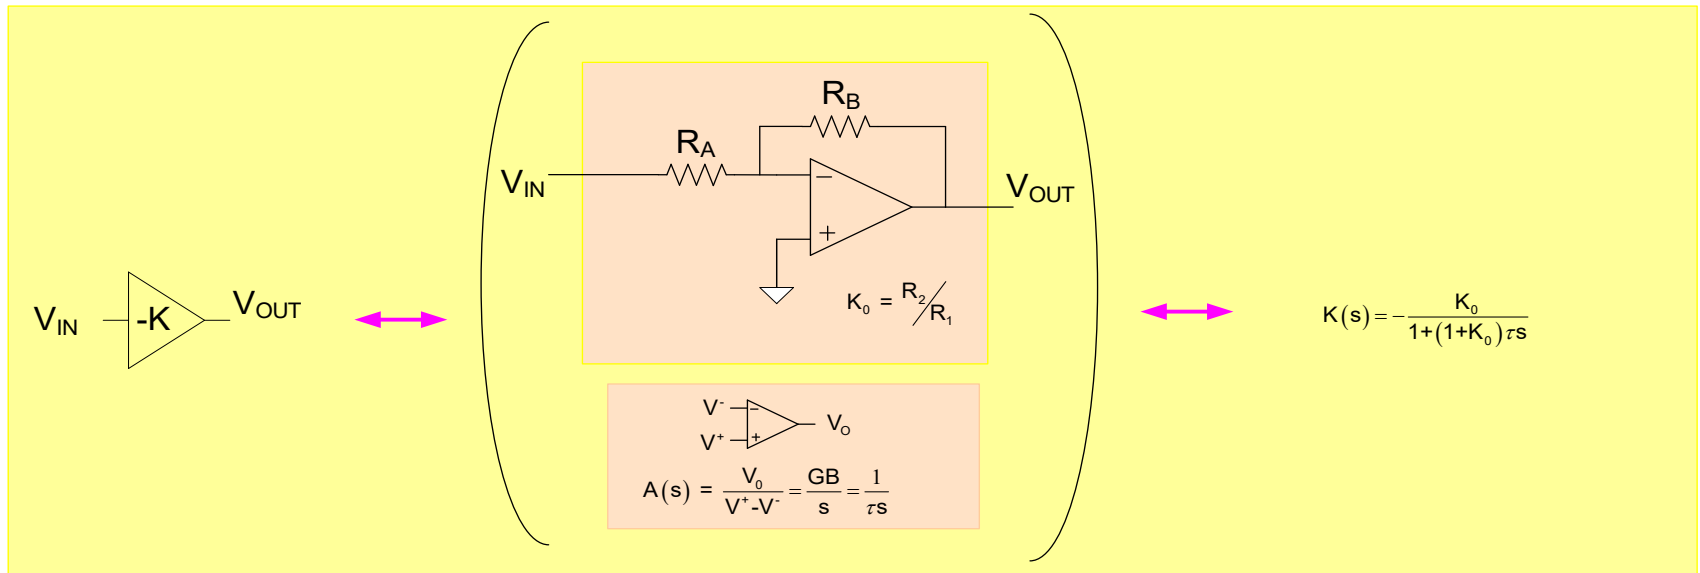 R_B
R_A
V_IN
V_OUT
K_0 = R_2/R_1
V_IN
-K
V_OUT
K(s) = - K_0 / 1+(1+K_0)τs
V^-
V^+
V_O
A(s) = V_0 / V^+-V^- = GB / s = 1 / τs